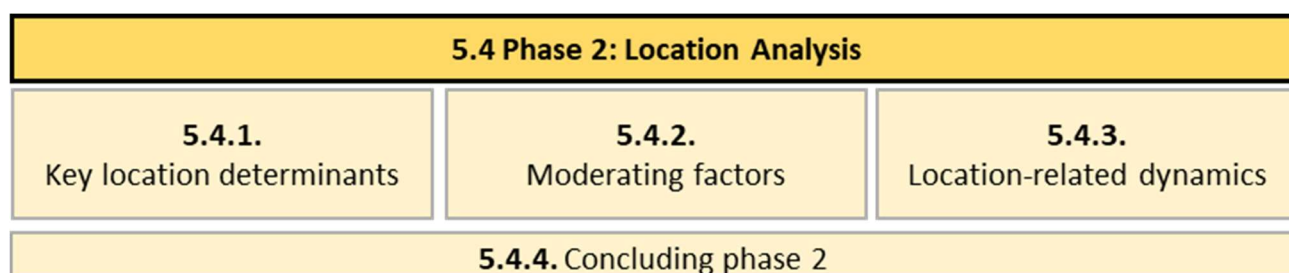 5.4 Phase 2: Location Analysis
5.4.1.
Key location determinants
5.4.2.
Moderating factors
5.4.3.
Location-related dynamics
5.4.4. Concluding phase 2